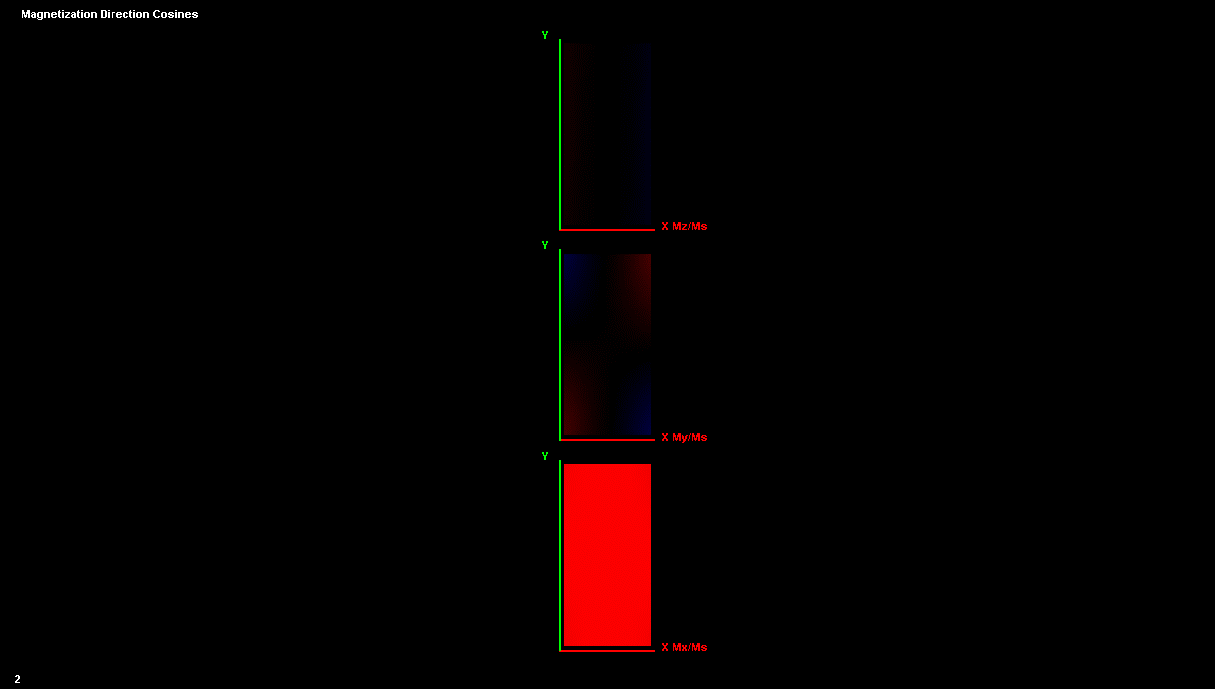 Magnetization Direction Cosines
Y
X Mz/Ms
Y
X My/Ms
Y
X Mx/Ms
2